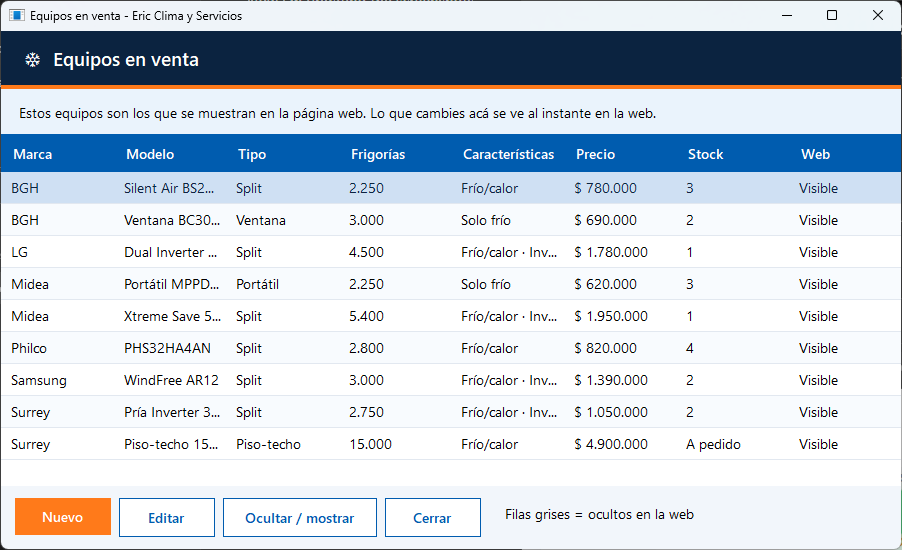 Equipos en venta - Eric Clima y Servicios
Equipos en venta
Estos equipos son los que se muestran en la página web. Lo que cambies acá se ve al instante en la web.
Marca Modelo Tipo Frigorías Características Precio Stock Web
BGH Silent Air BS2... Split 2.250 Frío/calor $ 780.000 3 Visible
BGH Ventana BC30... Ventana 3.000 Solo frío $ 690.000 2 Visible
LG Dual Inverter ... Split 4.500 Frío/calor · Inv... $ 1.780.000 1 Visible
Midea Portátil MPPD... Portátil 2.250 Solo frío $ 620.000 3 Visible
Midea Xtreme Save 5... Split 5.400 Frío/calor · Inv... $ 1.950.000 1 Visible
Philco PHS32HA4AN Split 2.800 Frío/calor $ 820.000 4 Visible
Samsung WindFree AR12 Split 3.000 Frío/calor · Inv... $ 1.390.000 2 Visible
Surrey Pría Inverter 3... Split 2.750 Frío/calor · Inv... $ 1.050.000 2 Visible
Surrey Piso-techo 15... Piso-techo 15.000 Frío/calor $ 4.900.000 A pedido Visible
Nuevo Editar Ocultar / mostrar Cerrar Filas grises = ocultos en la web